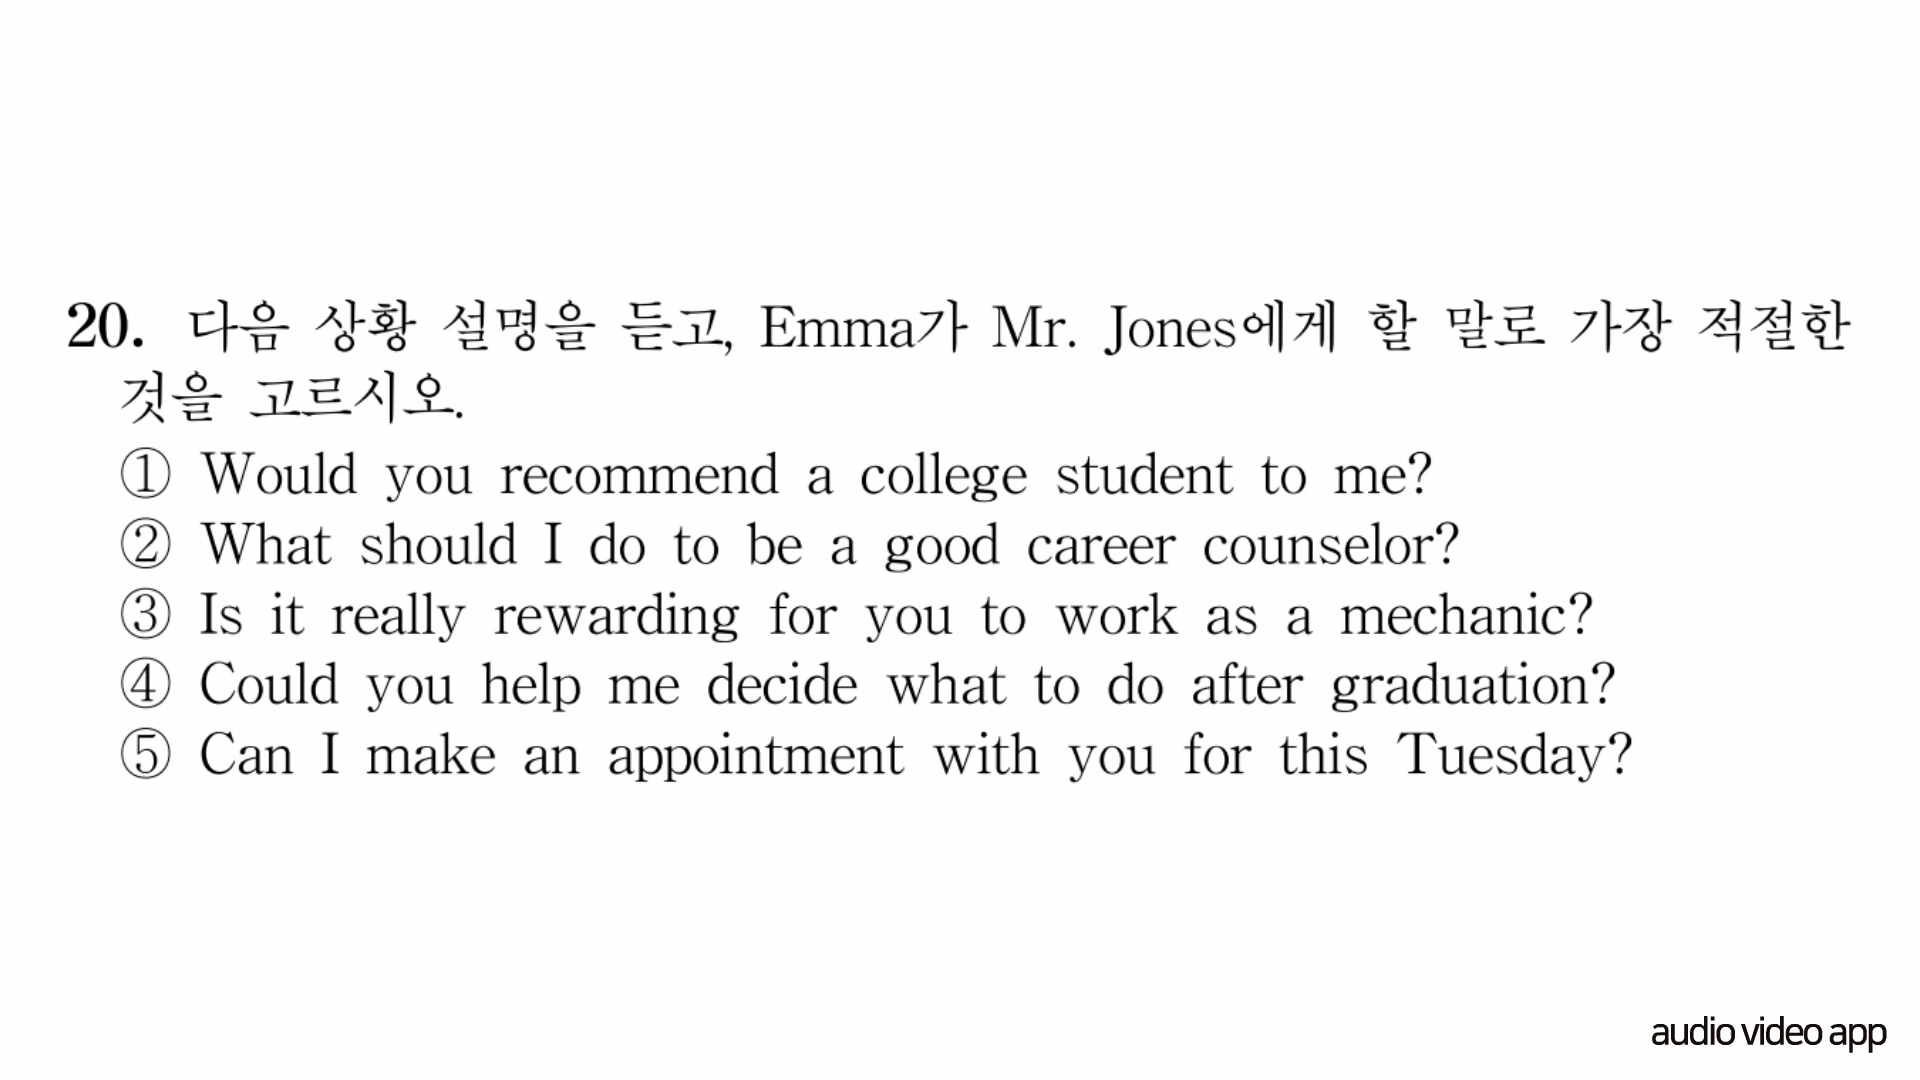 20. 다음 상황 설명을 듣고, Emma가 Mr. Jones에게 할 말로 가장 적절한
것을 고르시오.
① Would you recommend a college student to me?
② What should I do to be a good career counselor?
③ Is it really rewarding for you to work as a mechanic?
④ Could you help me decide what to do after graduation?
⑤ Can I make an appointment with you for this Tuesday?
audio video app